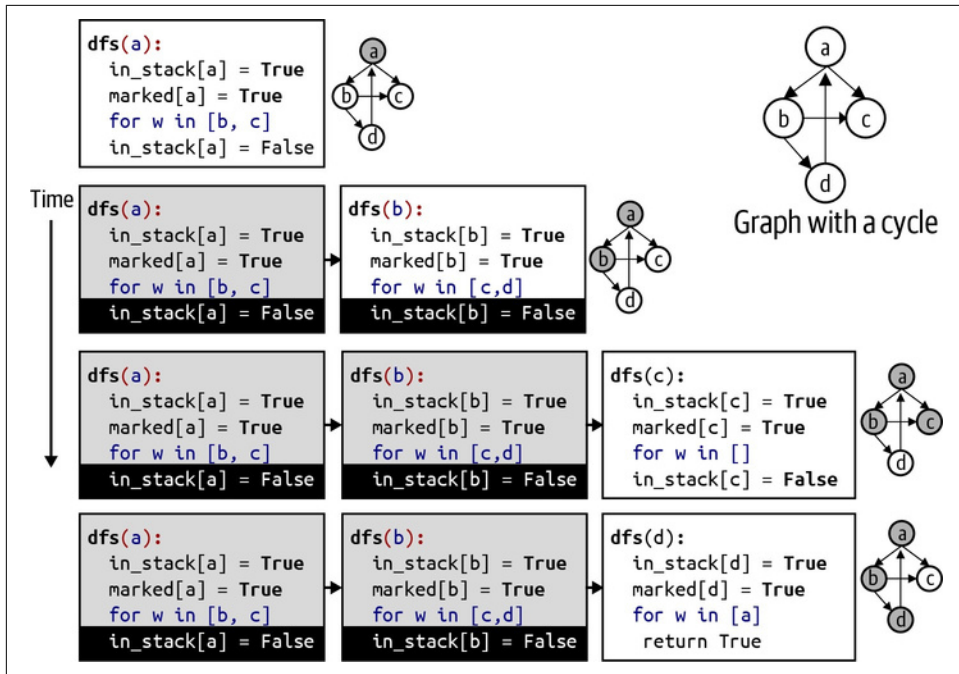 dfs(a):
in_stack[a] = True
marked[a] = True
for w in [b, c]
in_stack[a] = False
a
b
c
d
a
b
c
d
Graph with a cycle
Time
dfs(a):
in_stack[a] = True
marked[a] = True
for w in [b, c]
in_stack[a] = False
dfs(b):
in_stack[b] = True
marked[b] = True
for w in [c,d]
in_stack[b] = False
a
b
c
d
dfs(a):
in_stack[a] = True
marked[a] = True
for w in [b, c]
in_stack[a] = False
dfs(b):
in_stack[b] = True
marked[b] = True
for w in [c,d]
in_stack[b] = False
dfs(c):
in_stack[c] = True
marked[c] = True
for w in []
in_stack[c] = False
a
b
c
d
dfs(a):
in_stack[a] = True
marked[a] = True
for w in [b, c]
in_stack[a] = False
dfs(b):
in_stack[b] = True
marked[b] = True
for w in [c,d]
in_stack[b] = False
dfs(d):
in_stack[d] = True
marked[d] = True
for w in [a]
return True
a
b
c
d